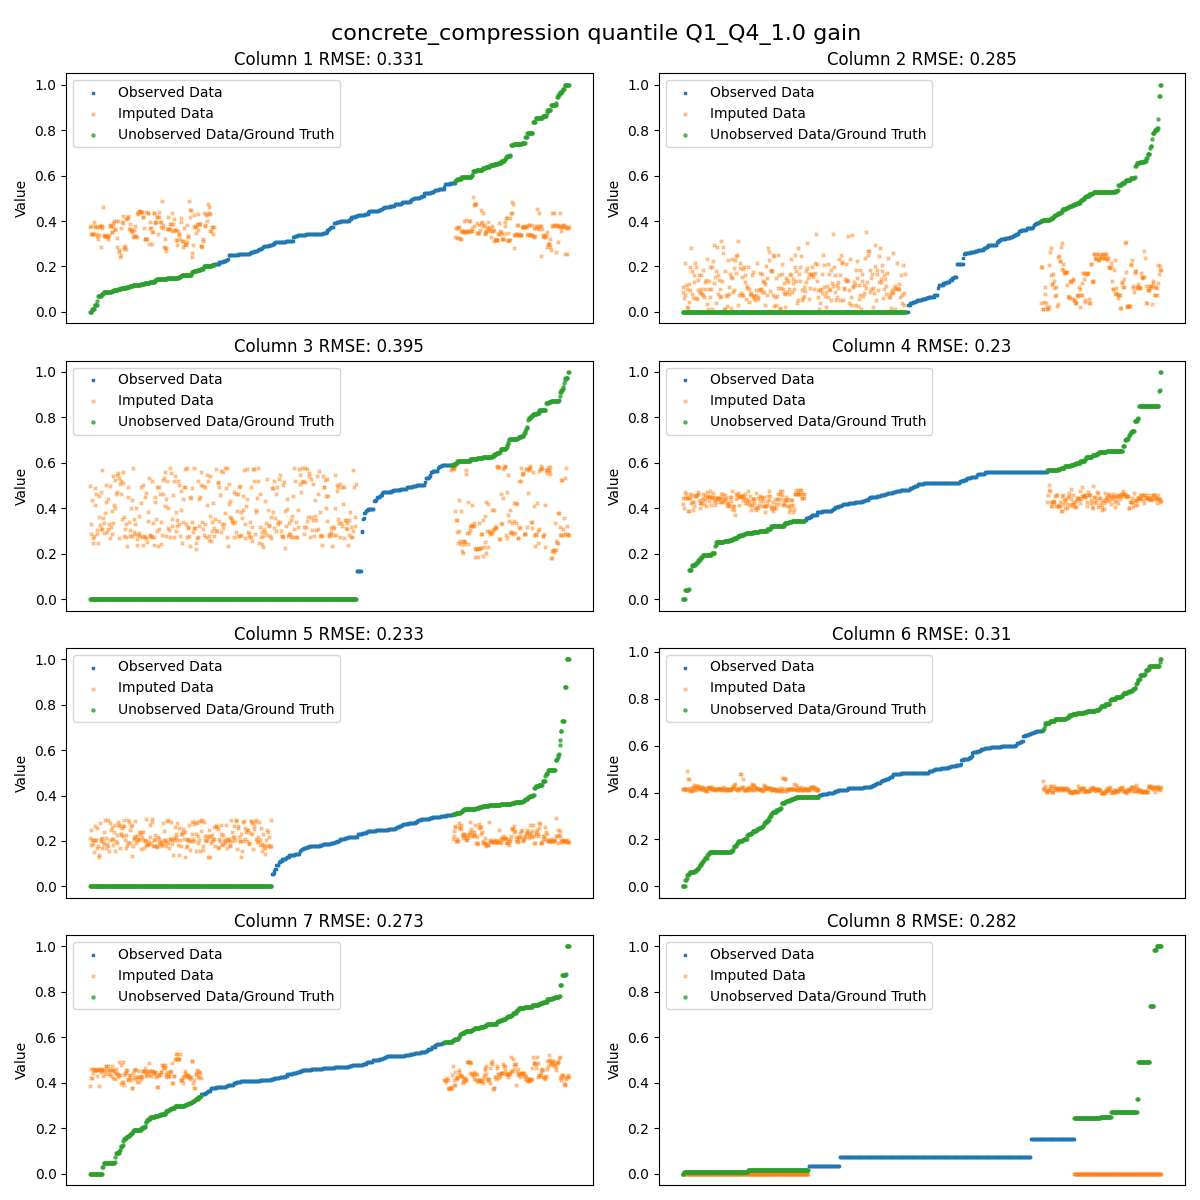 concrete_compression quantile Q1_Q4_1.0 gain
Column 1 RMSE: 0.331
1.0
0.8
0.6
0.4
0.2
0.0
Value
Observed Data
Imputed Data
Unobserved Data/Ground Truth
Column 2 RMSE: 0.285
1.0
0.8
0.6
0.4
0.2
0.0
Value
Observed Data
Imputed Data
Unobserved Data/Ground Truth
Column 3 RMSE: 0.395
1.0
0.8
0.6
0.4
0.2
0.0
Value
Observed Data
Imputed Data
Unobserved Data/Ground Truth
Column 4 RMSE: 0.23
1.0
0.8
0.6
0.4
0.2
0.0
Value
Observed Data
Imputed Data
Unobserved Data/Ground Truth
Column 5 RMSE: 0.233
1.0
0.8
0.6
0.4
0.2
0.0
Value
Observed Data
Imputed Data
Unobserved Data/Ground Truth
Column 6 RMSE: 0.31
1.0
0.8
0.6
0.4
0.2
0.0
Value
Observed Data
Imputed Data
Unobserved Data/Ground Truth
Column 7 RMSE: 0.273
1.0
0.8
0.6
0.4
0.2
0.0
Value
Observed Data
Imputed Data
Unobserved Data/Ground Truth
Column 8 RMSE: 0.282
1.0
0.8
0.6
0.4
0.2
0.0
Value
Observed Data
Imputed Data
Unobserved Data/Ground Truth